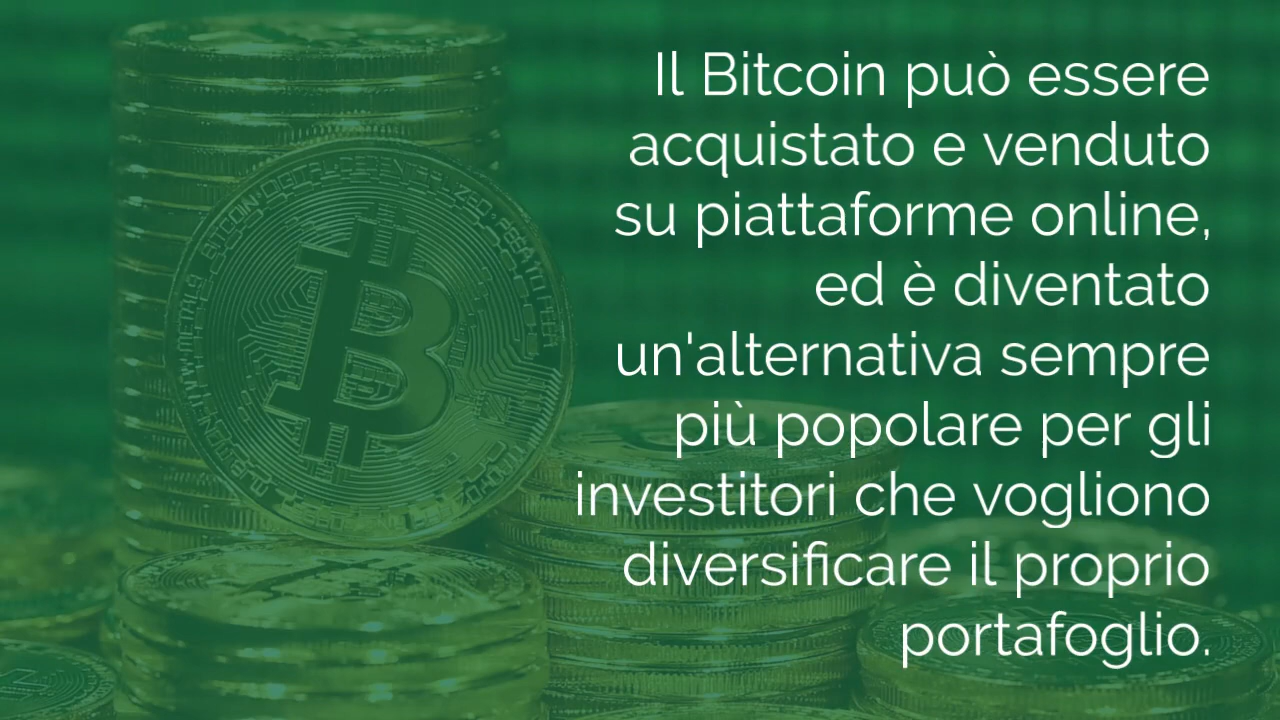 Il Bitcoin può essere
acquistato e venduto
su piattaforme online,
ed è diventato
un'alternativa sempre
più popolare per gli
investitori che vogliono
diversificare il proprio
portafoglio.